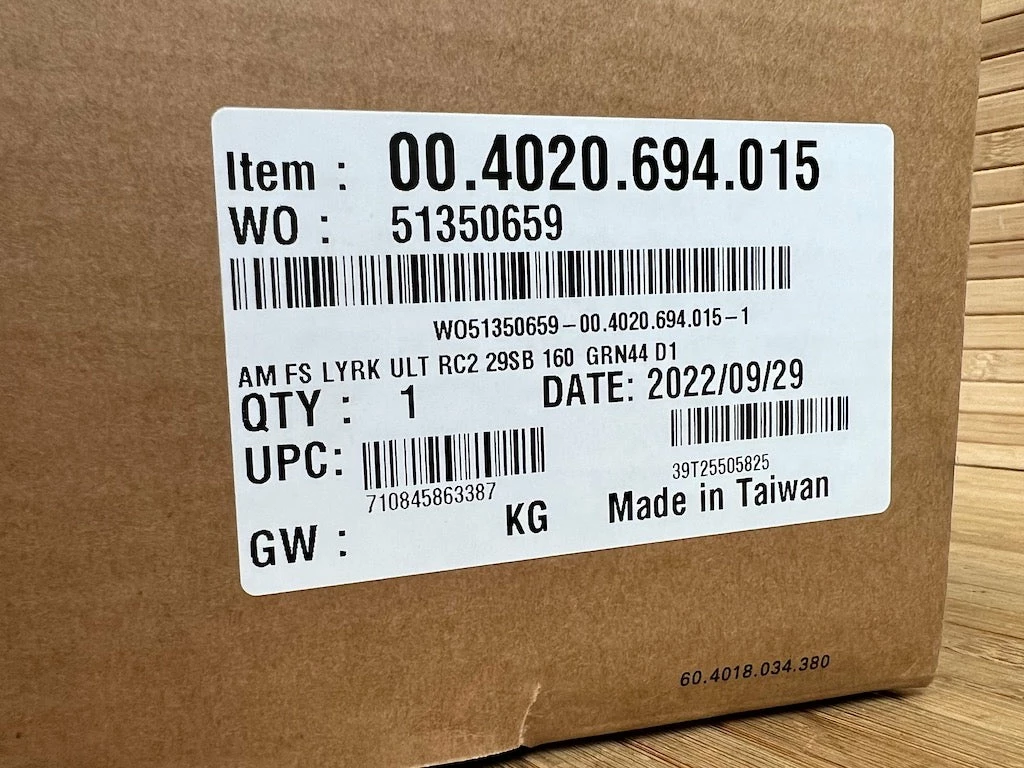 Item : 00.4020.694.015
WO : 51350659
WO51350659-00.4020.694.015-1
AM FS LYRK ULT RC2 29SB 160 GRN44 D1
QTY : 1 DATE: 2022/09/29
UPC: 710845863387 39T25505825
GW : KG Made in Taiwan
60.4018.034.380